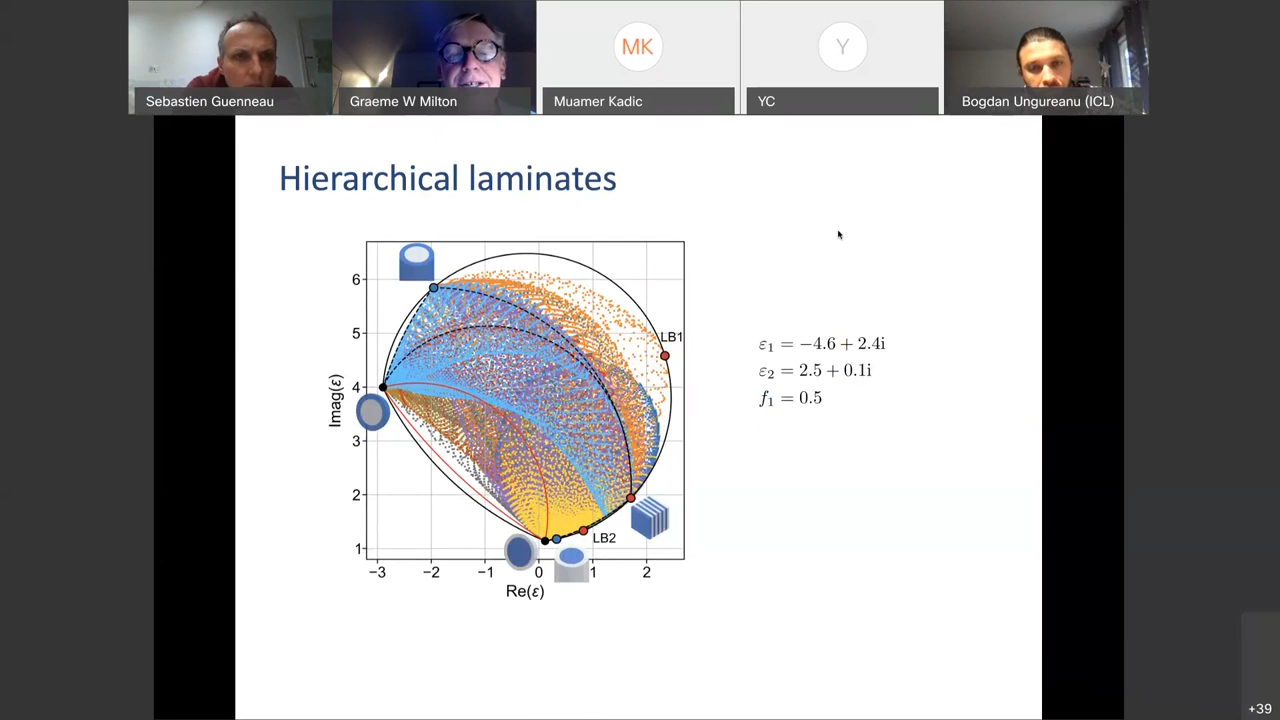 Sebastien Guenneau
Graeme W Milton
MK
Muamer Kadic
Y
YC
Bogdan Ungureanu (ICL)
Hierarchical laminates
6
5
4
3
2
1
Imag(ε)
LB1
LB2
−3
−2
−1
0
1
2
Re(ε)
ε₁ = −4.6 + 2.4i
ε₂ = 2.5 + 0.1i
f₁ = 0.5
+39